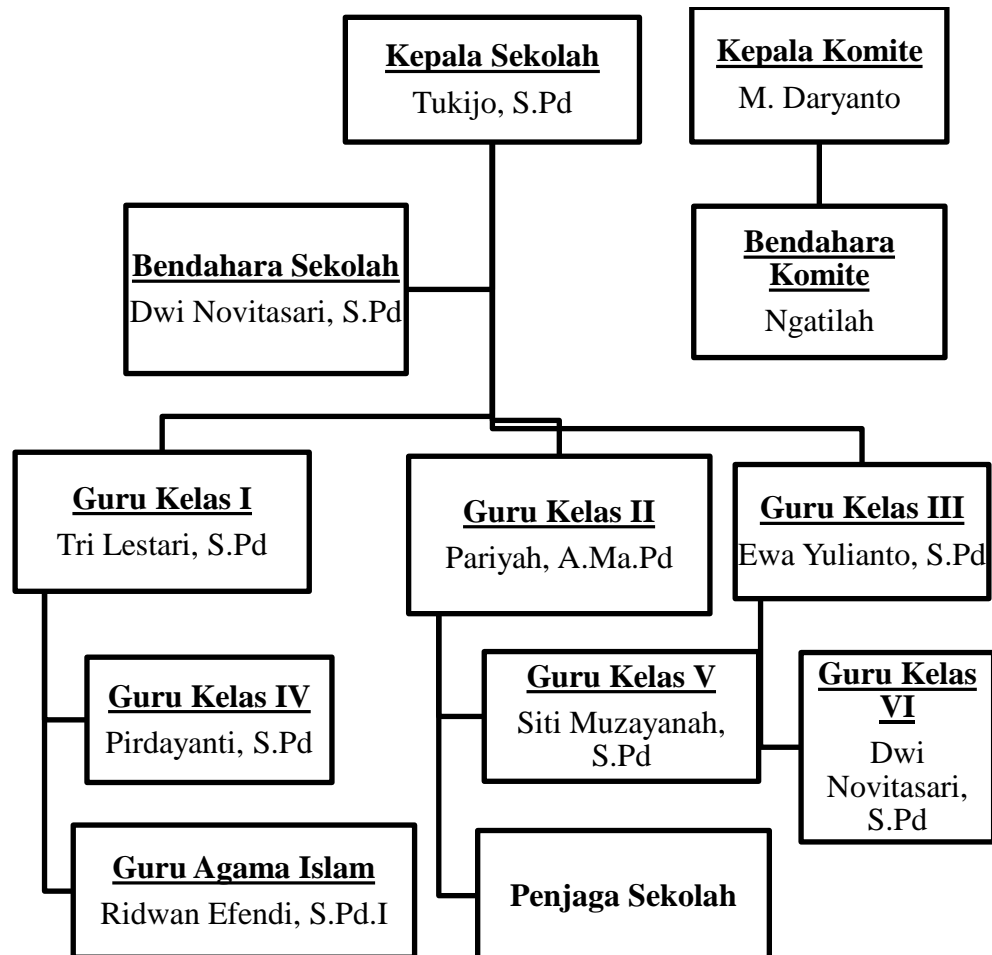 Kepala Sekolah
Tukijo, S.Pd
Kepala Komite
M. Daryanto
Bendahara Sekolah
Dwi Novitasari, S.Pd
Bendahara
Komite
Ngatilah
Guru Kelas I
Tri Lestari, S.Pd
Guru Kelas II
Pariyah, A.Ma.Pd
Guru Kelas III
Ewa Yulianto, S.Pd
Guru Kelas IV
Pirdayanti, S.Pd
Guru Kelas V
Siti Muzayanah,
S.Pd
Guru Kelas
VI
Dwi
Novitasari,
S.Pd
Guru Agama Islam
Ridwan Efendi, S.Pd.I
Penjaga Sekolah